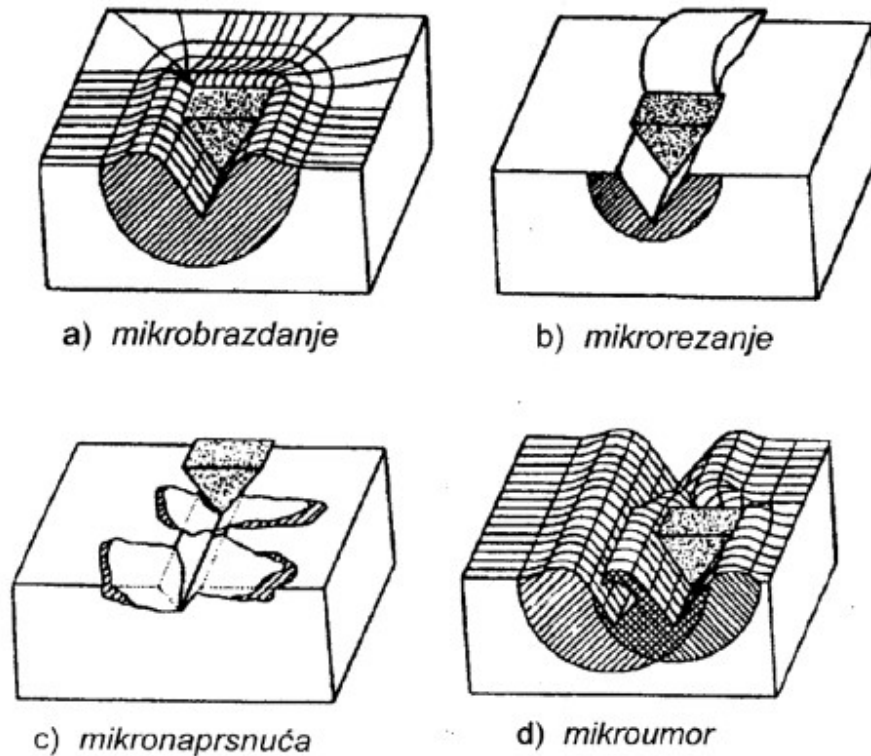 a) mikrobrazdanje
b) mikrorezanje
c) mikronaprsnuća
d) mikroumor